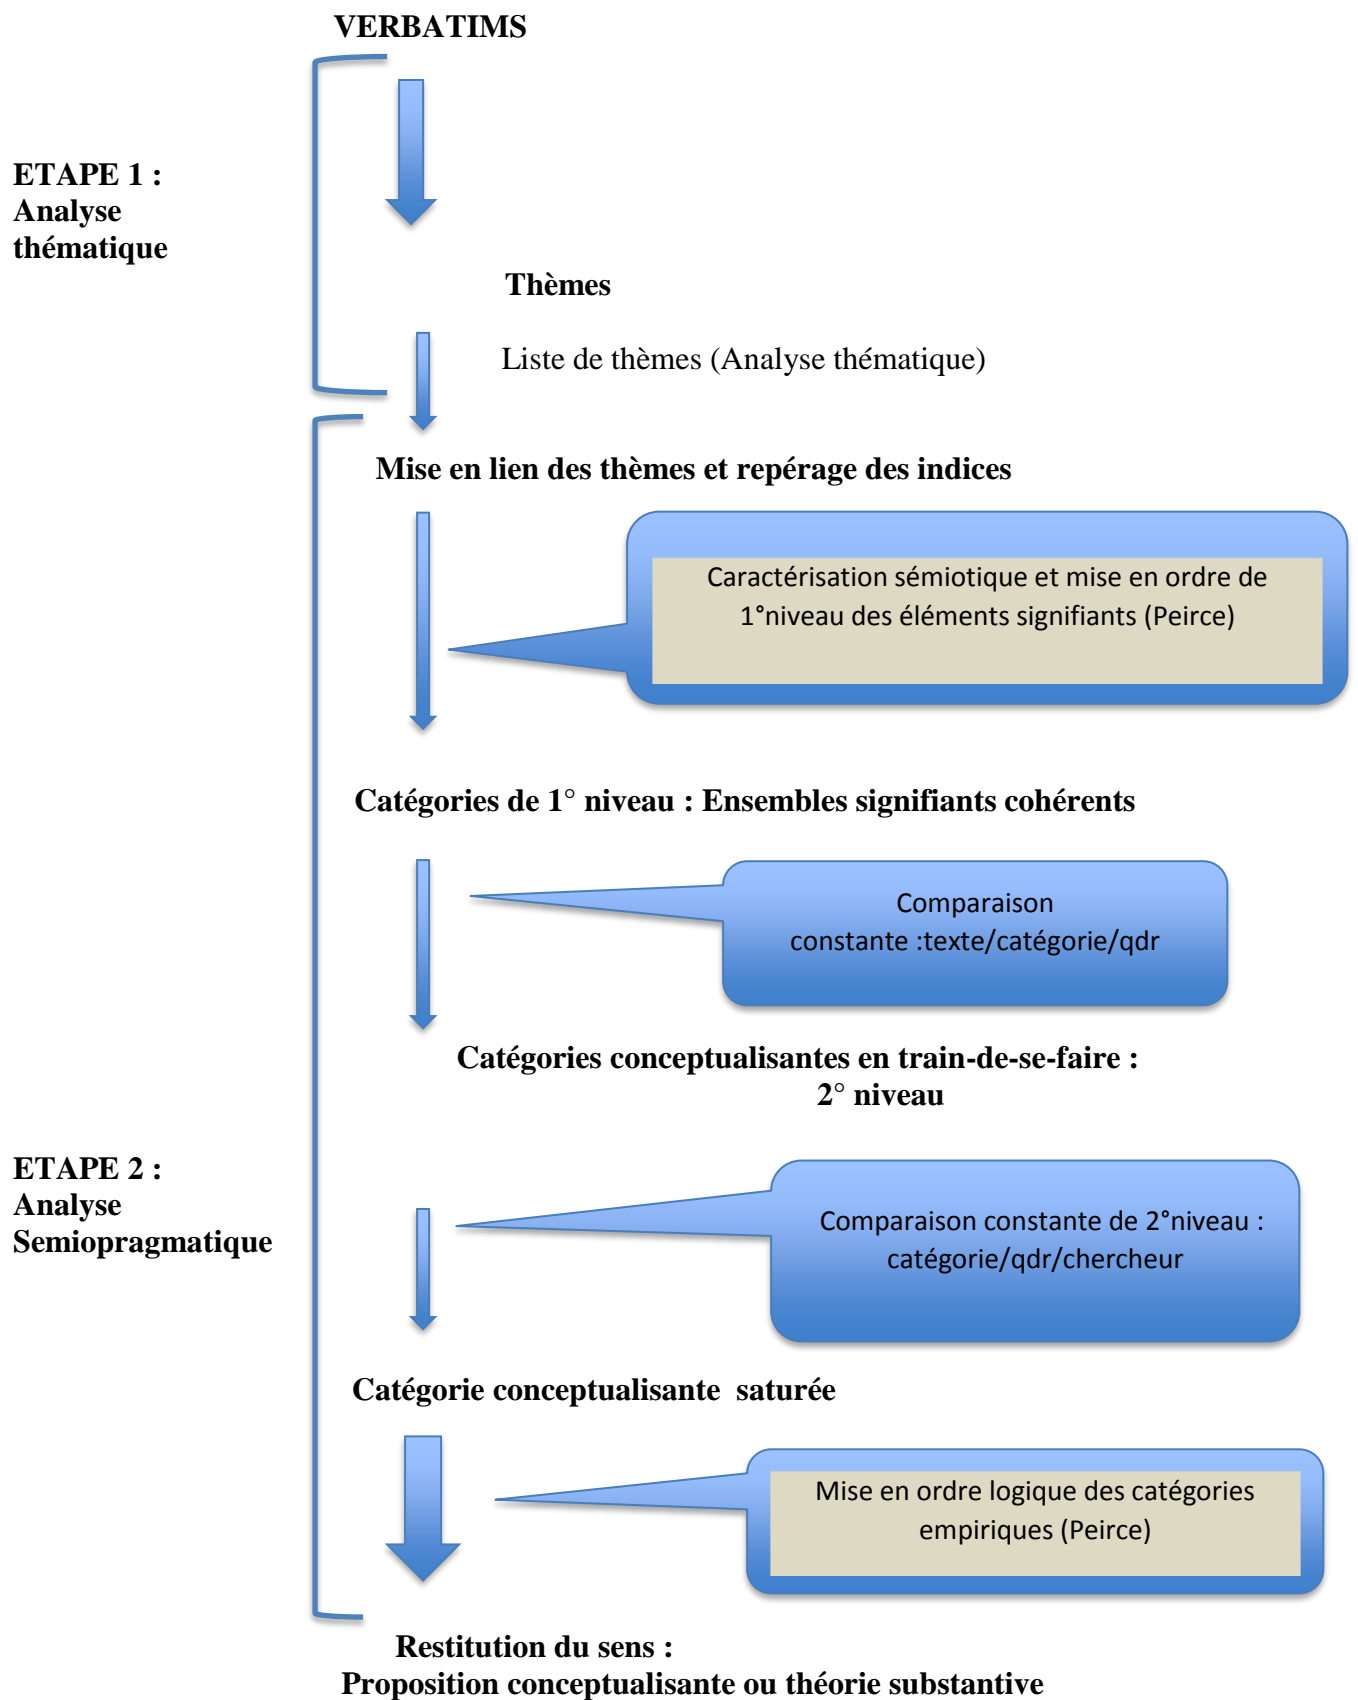 VERBATIMS
ETAPE 1 :
Analyse
thématique
Thèmes
Liste de thèmes (Analyse thématique)
Mise en lien des thèmes et repérage des indices
Caractérisation sémiotique et mise en ordre de
1°niveau des éléments signifiants (Peirce)
Catégories de 1° niveau : Ensembles signifiants cohérents
Comparaison
constante :texte/catégorie/qdr
Catégories conceptualisantes en train-de-se-faire :
2° niveau
ETAPE 2 :
Analyse
Semiopragmatique
Comparaison constante de 2°niveau :
catégorie/qdr/chercheur
Catégorie conceptualisante saturée
Mise en ordre logique des catégories
empiriques (Peirce)
Restitution du sens :
Proposition conceptualisante ou théorie substantive